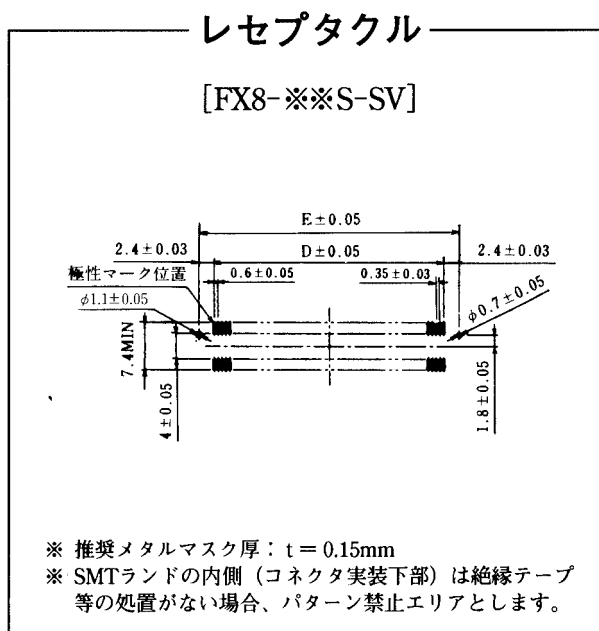 レセプタクル
[FX8-※※S-SV]
E±0.05
2.4±0.03
D±0.05
2.4±0.03
極性マーク位置
0.6±0.05
0.35±0.03
φ1.1±0.05
φ0.7±0.05
7.4MIN
4±0.05
1.8±0.05
※ 推奨メタルマスク厚：t = 0.15mm
※ SMTランドの内側（コネクタ実装下部）は絶縁テープ
等の処置がない場合、パターン禁止エリアとします。